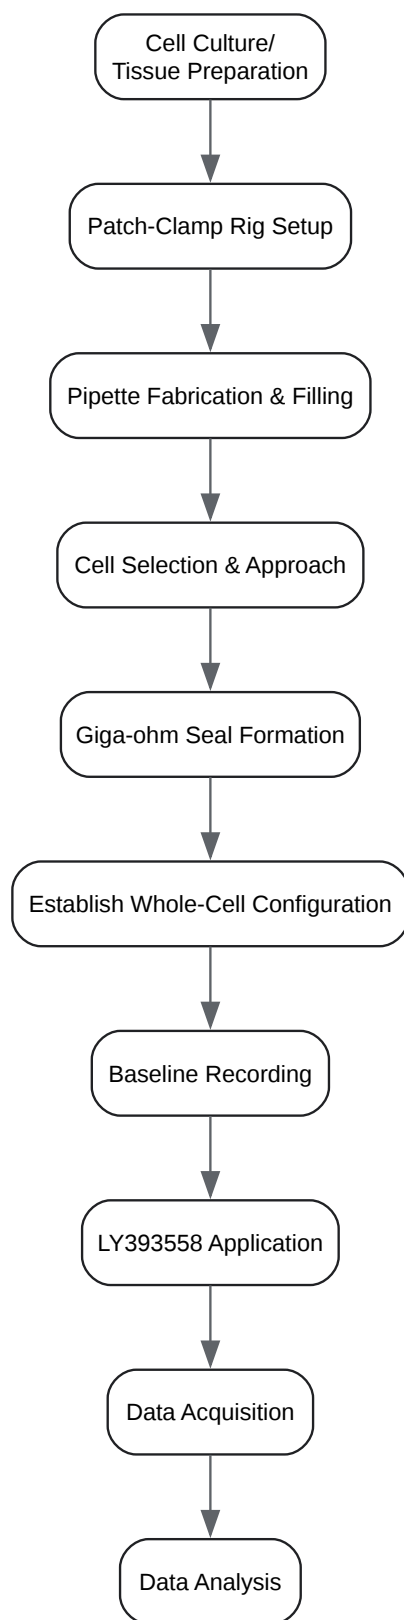 Cell Culture/
Tissue Preparation
Patch-Clamp Rig Setup
Pipette Fabrication & Filling
Cell Selection & Approach
Giga-ohm Seal Formation
Establish Whole-Cell Configuration
Baseline Recording
LY393558 Application
Data Acquisition
Data Analysis